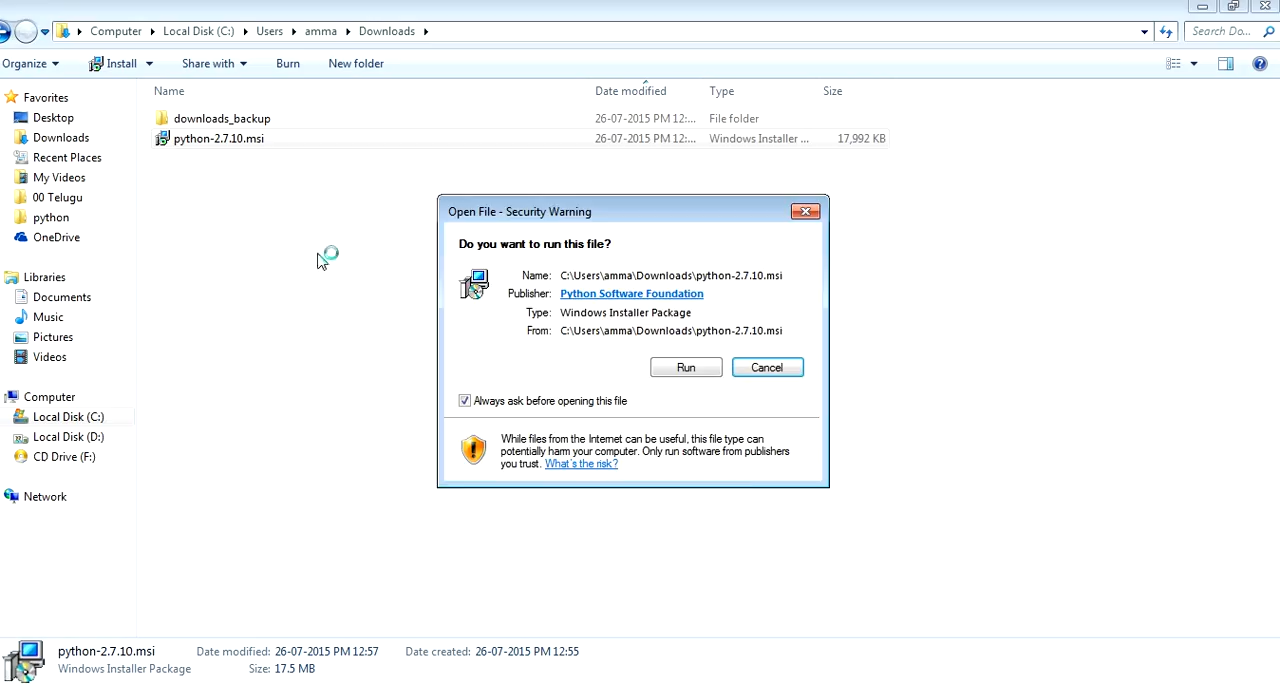 Computer Local Disk (C:) Users amma Downloads Search Do...
Organize Install Share with Burn New folder
Name Date modified Type Size
downloads_backup 26-07-2015 PM 12:... File folder
python-2.7.10.msi 26-07-2015 PM 12:... Windows Installer ... 17,992 KB
Favorites
Desktop
Downloads
Recent Places
My Videos
00 Telugu
python
OneDrive
Libraries
Documents
Music
Pictures
Videos
Computer
Local Disk (C:)
Local Disk (D:)
CD Drive (F:)
Network
Open File - Security Warning
Do you want to run this file?
Name: C:\Users\amma\Downloads\python-2.7.10.msi
Publisher: Python Software Foundation
Type: Windows Installer Package
From: C:\Users\amma\Downloads\python-2.7.10.msi
Run Cancel
Always ask before opening this file
While files from the Internet can be useful, this file type can
potentially harm your computer. Only run software from publishers
you trust. What's the risk?
python-2.7.10.msi Date modified: 26-07-2015 PM 12:57 Date created: 26-07-2015 PM 12:55
Windows Installer Package Size: 17.5 MB